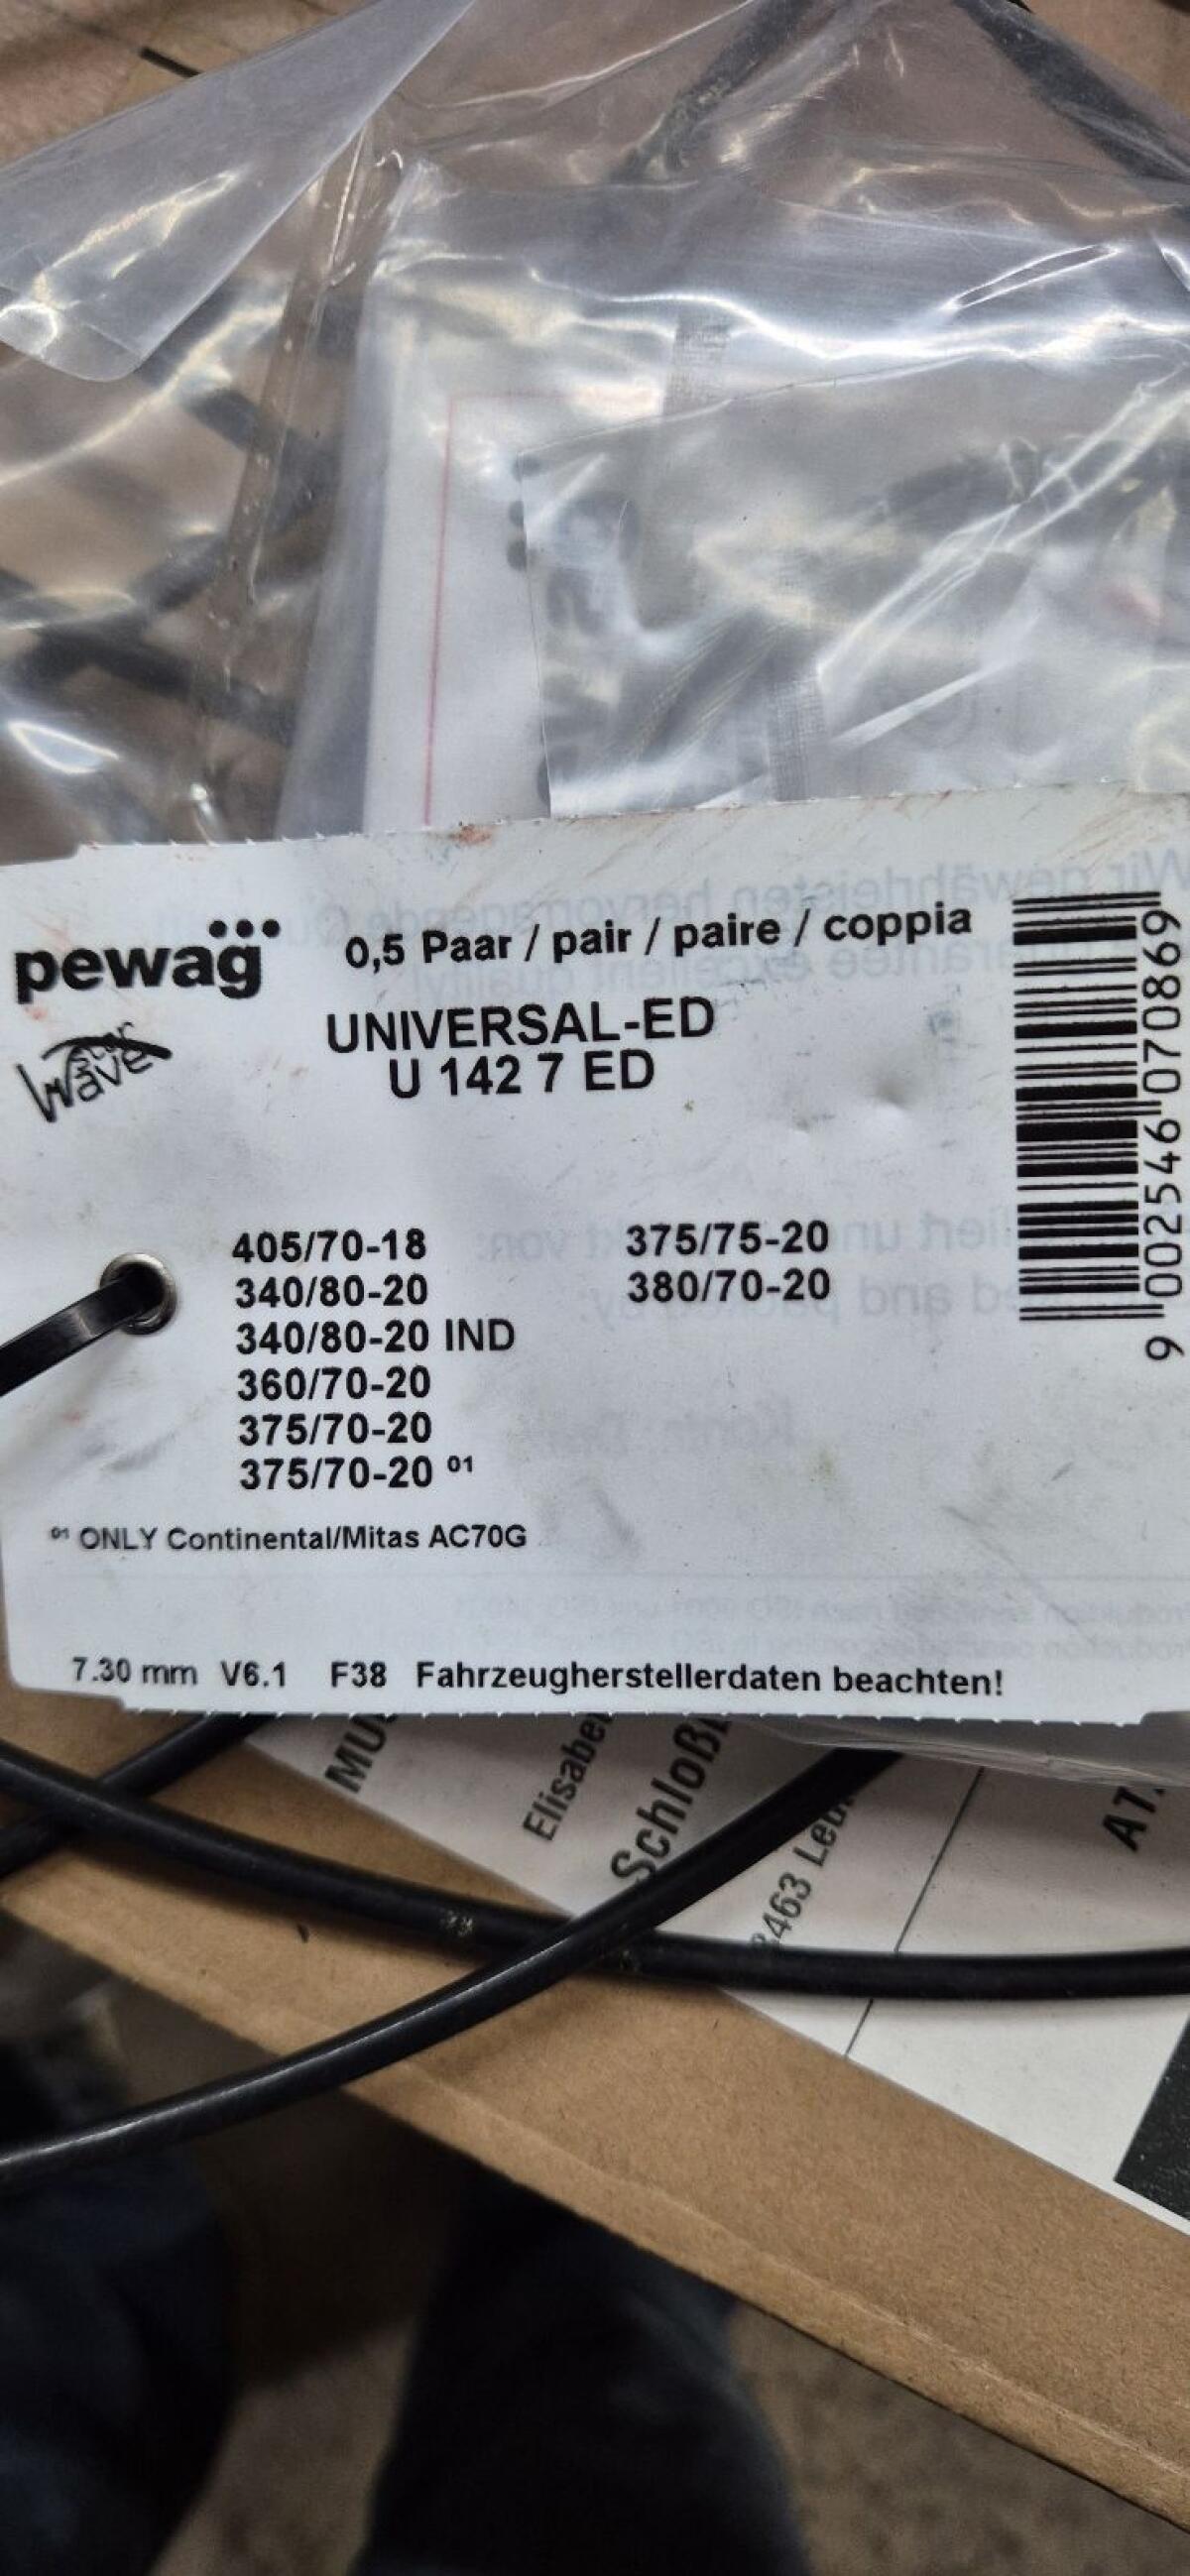 pewag
0,5 Paar / pair / paire / coppia
star
wave
UNIVERSAL-ED
U 142 7 ED
405/70-18
340/80-20
340/80-20 IND
360/70-20
375/70-20
375/70-20 01
375/75-20
380/70-20
01 ONLY Continental/Mitas AC70G
7.30 mm V6.1 F38 Fahrzeugherstellerdaten beachten!
9 002546 070869